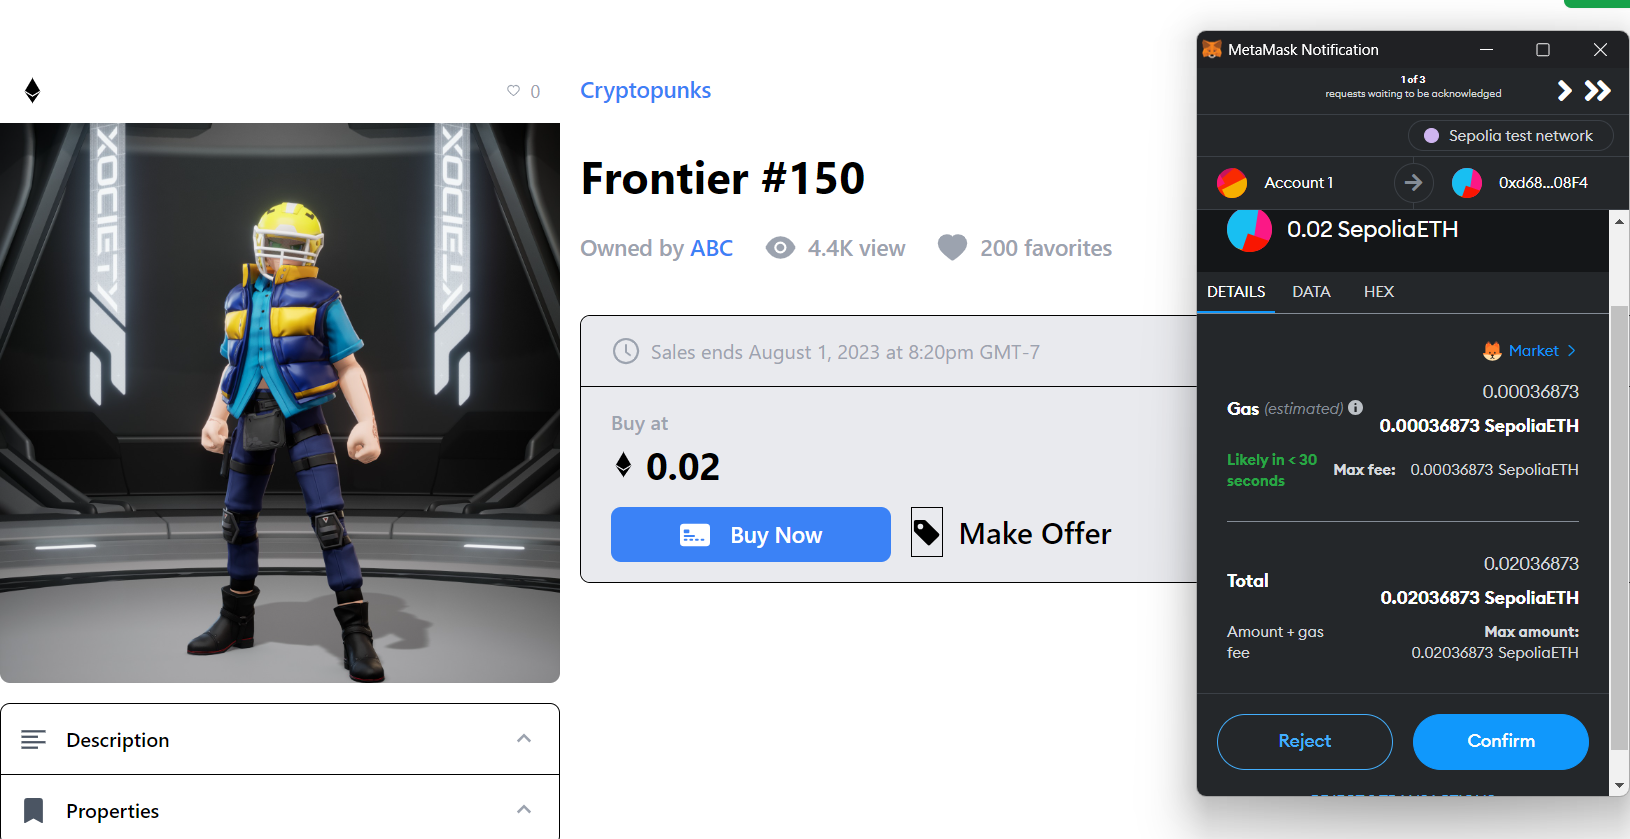 0
XOCIETY
XOCIETY
Description
Properties
Cryptopunks
Frontier #150
Owned by ABC
4.4K view
200 favorites
Sales ends August 1, 2023 at 8:20pm GMT-7
Buy at
0.02
Buy Now
Make Offer
MetaMask Notification
1 of 3
requests waiting to be acknowledged
Sepolia test network
Account 1
0xd68...08F4
0.02 SepoliaETH
DETAILS DATA HEX
Market
0.00036873
Gas (estimated)
0.00036873 SepoliaETH
Likely in < 30
seconds
Max fee: 0.00036873 SepoliaETH
0.02036873
Total
0.02036873 SepoliaETH
Amount + gas
fee
Max amount:
0.02036873 SepoliaETH
Reject
Confirm